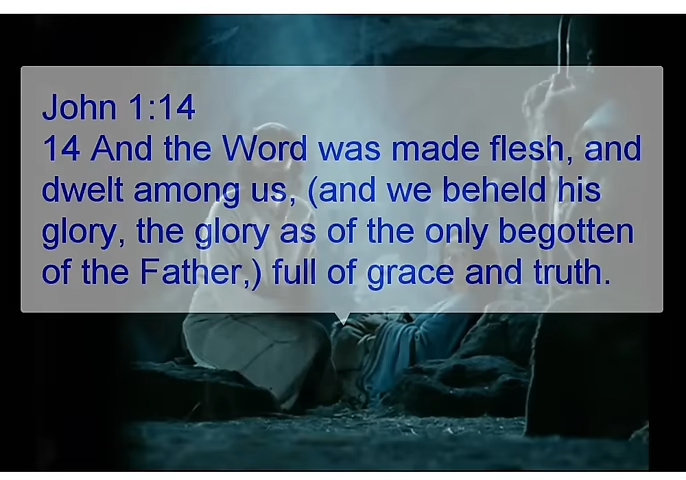 John 1:14
14 And the Word was made flesh, and
dwelt among us, (and we beheld his
glory, the glory as of the only begotten
of the Father,) full of grace and truth.